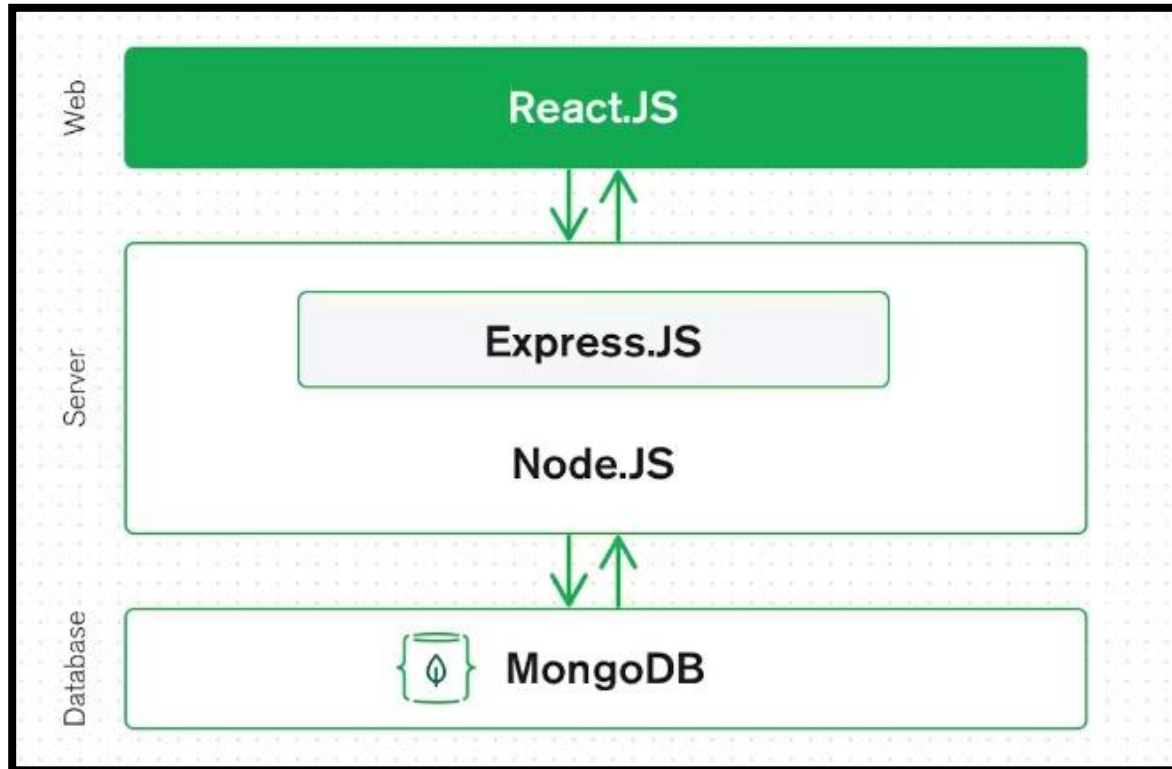 Web
React.JS
Server
Express.JS
Node.JS
Database
MongoDB